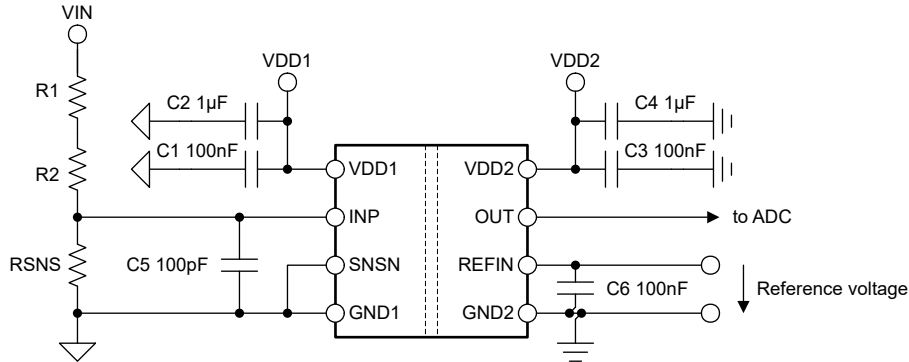 VIN
VDD1
VDD2
R1
C2 1µF
C4 1µF
C1 100nF
C3 100nF
R2
VDD1
VDD2
INP
OUT
to ADC
RSNS
C5 100pF
SNSN
REFIN
C6 100nF
Reference voltage
GND1
GND2